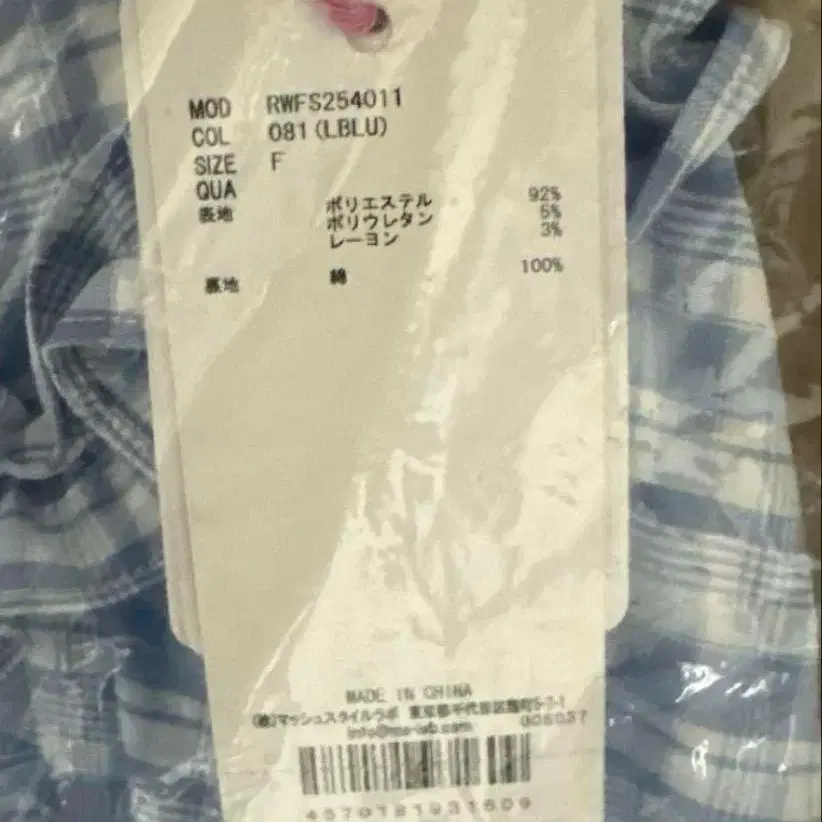 MOD RWFS254011
COL 081 (LBLU)
SIZE F
QUA
表地 ポリエステル 92%
ポリウレタン 5%
レーヨン 3%
裏地 綿 100%
MADE IN CHINA
(株)マッシュスタイルラボ 東京都千代田区麹町5-7-1
006037